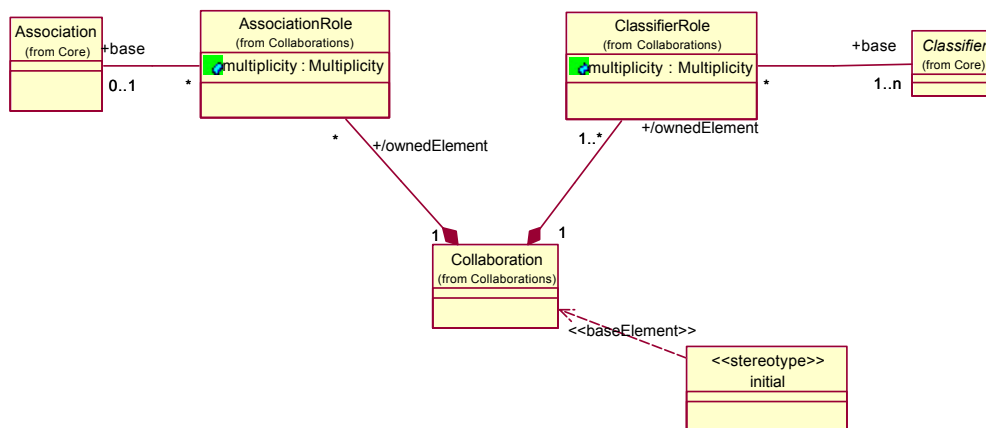 Association
(from Core)
+base
0..1
*
AssociationRole
(from Collaborations)
multiplicity : Multiplicity
*
+/ownedElement
ClassifierRole
(from Collaborations)
multiplicity : Multiplicity
*
+base
1..n
Classifier
(from Core)
1..*
+/ownedElement
1
1
Collaboration
(from Collaborations)
<<baseElement>>
<<stereotype>>
initial